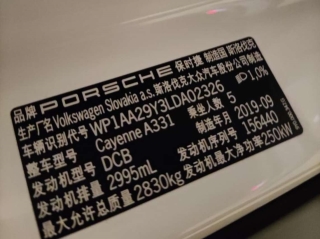 品牌 PORSCHE 保时捷 制造国 斯洛伐克
生产厂名 Volkswagen Slovakia a.s. 斯洛伐克大众汽车股份公司制造
车辆识别代号 WP1AA29Y3LDA02326 1.0%
整车型号 Cayenne A331 乘坐人数 5
发动机型号 DCB 制造年月 2019-09
发动机排量 2995mL 发动机序列号 156440
最大允许总质量 2830kg 发动机最大净功率 250kW